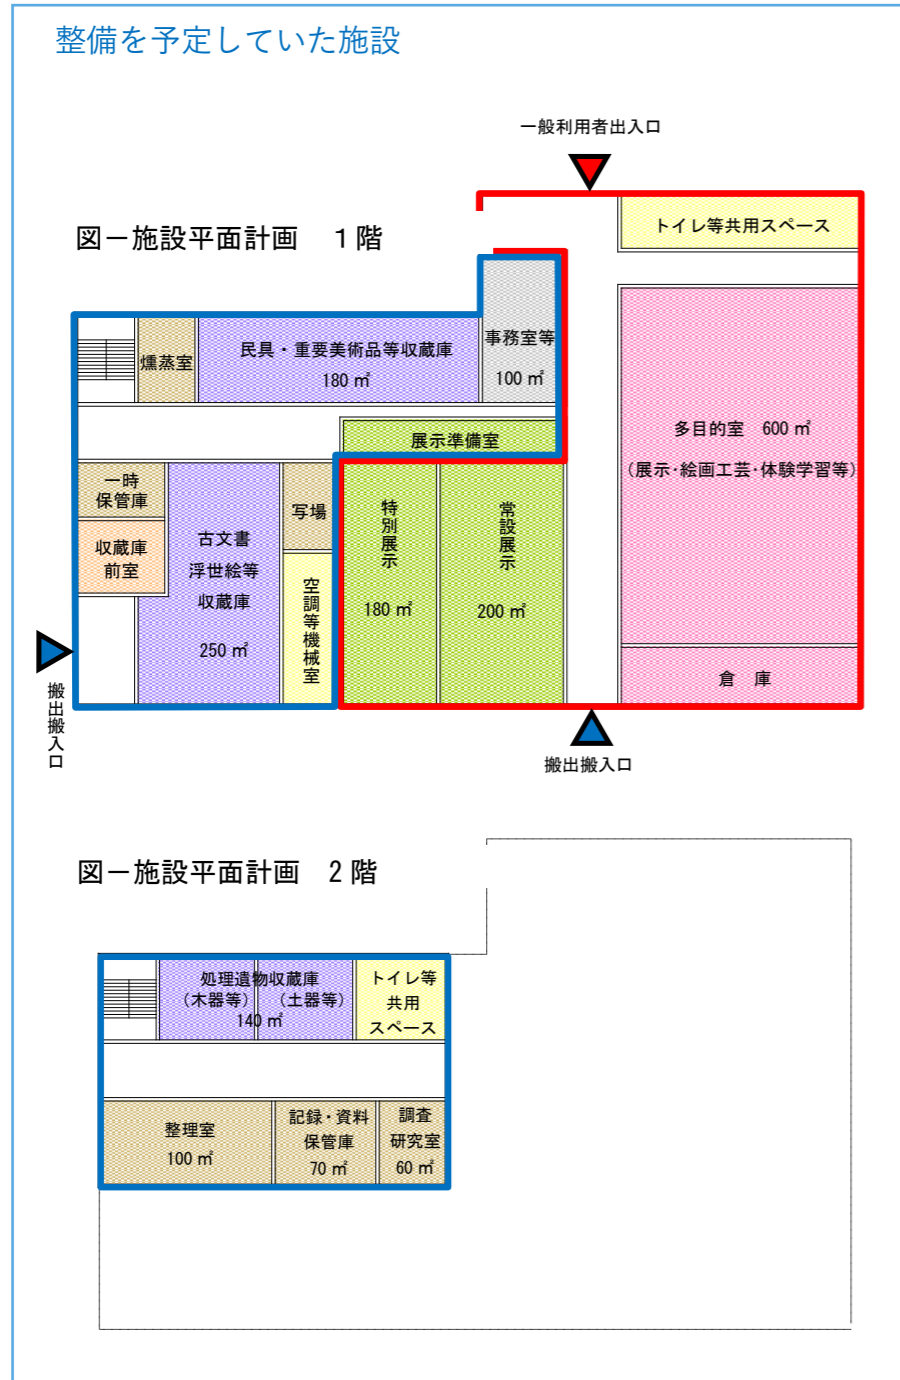 整備を予定していた施設
一般利用者出入口
図－施設平面計画　１階
トイレ等共用スペース
燻蒸室
民具・重要美術品等収蔵庫
180 ㎡
事務室等
100 ㎡
展示準備室
多目的室　600 ㎡
（展示･絵画工芸･体験学習等）
一時
保管庫
収蔵庫
前室
古文書
浮世絵等
収蔵庫
250 ㎡
写場
空調等機械室
特別展示
180 ㎡
常設展示
200 ㎡
倉　庫
搬出搬入口
搬出搬入口
図－施設平面計画　２階
処理遺物収蔵庫
（木器等）　（土器等）
140 ㎡
トイレ等
共用
スペース
整理室
100 ㎡
記録・資料
保管庫
70 ㎡
調査
研究室
60 ㎡